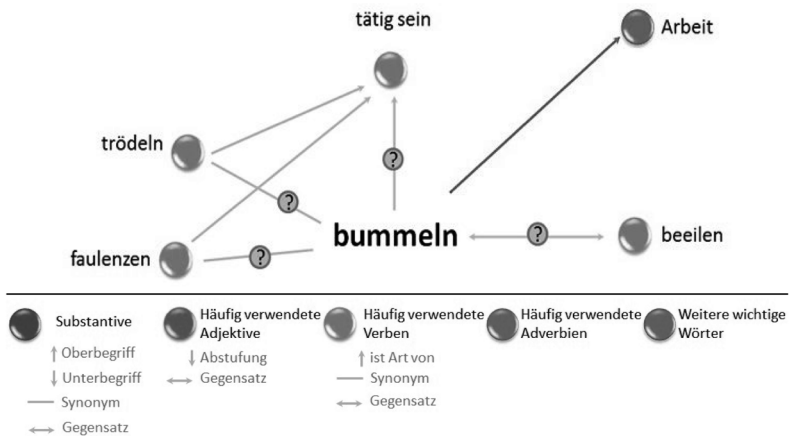 tätig sein
Arbeit
trödeln
?
?
?
bummeln
?
beeilen
faulenzen
Substantive
↑ Oberbegriff
↓ Unterbegriff
— Synonym
↔ Gegensatz
Häufig verwendete
Adjektive
↓ Abstufung
↔ Gegensatz
Häufig verwendete
Verben
↑ ist Art von
— Synonym
↔ Gegensatz
Häufig verwendete
Adverbien
Weitere wichtige
Wörter